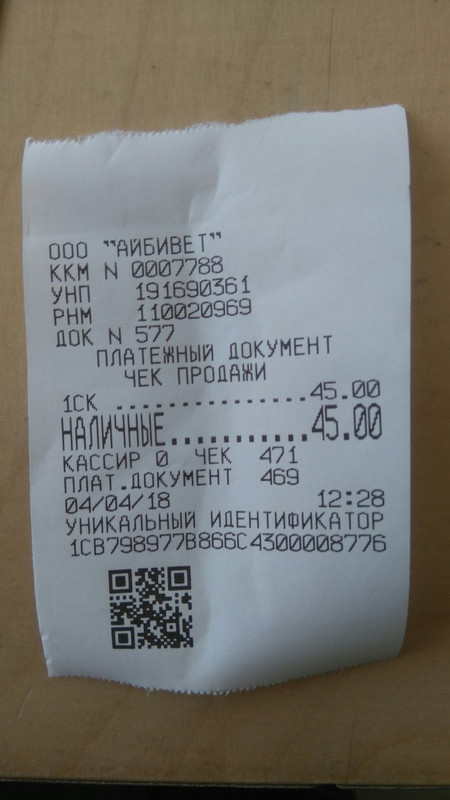 ООО "АЙБИВЕТ"
ККМ N 0007788
УНП 191690361
РНМ 110020969
ДОК N 577
ПЛАТЕЖНЫЙ ДОКУМЕНТ
ЧЕК ПРОДАЖИ
1СК ..............45.00
НАЛИЧНЫЕ...........45.00
КАССИР 0 ЧЕК 471
ПЛАТ.ДОКУМЕНТ 469
04/04/18 12:28
УНИКАЛЬНЫЙ ИДЕНТИФИКАТОР
1CB798977B866C4300008776